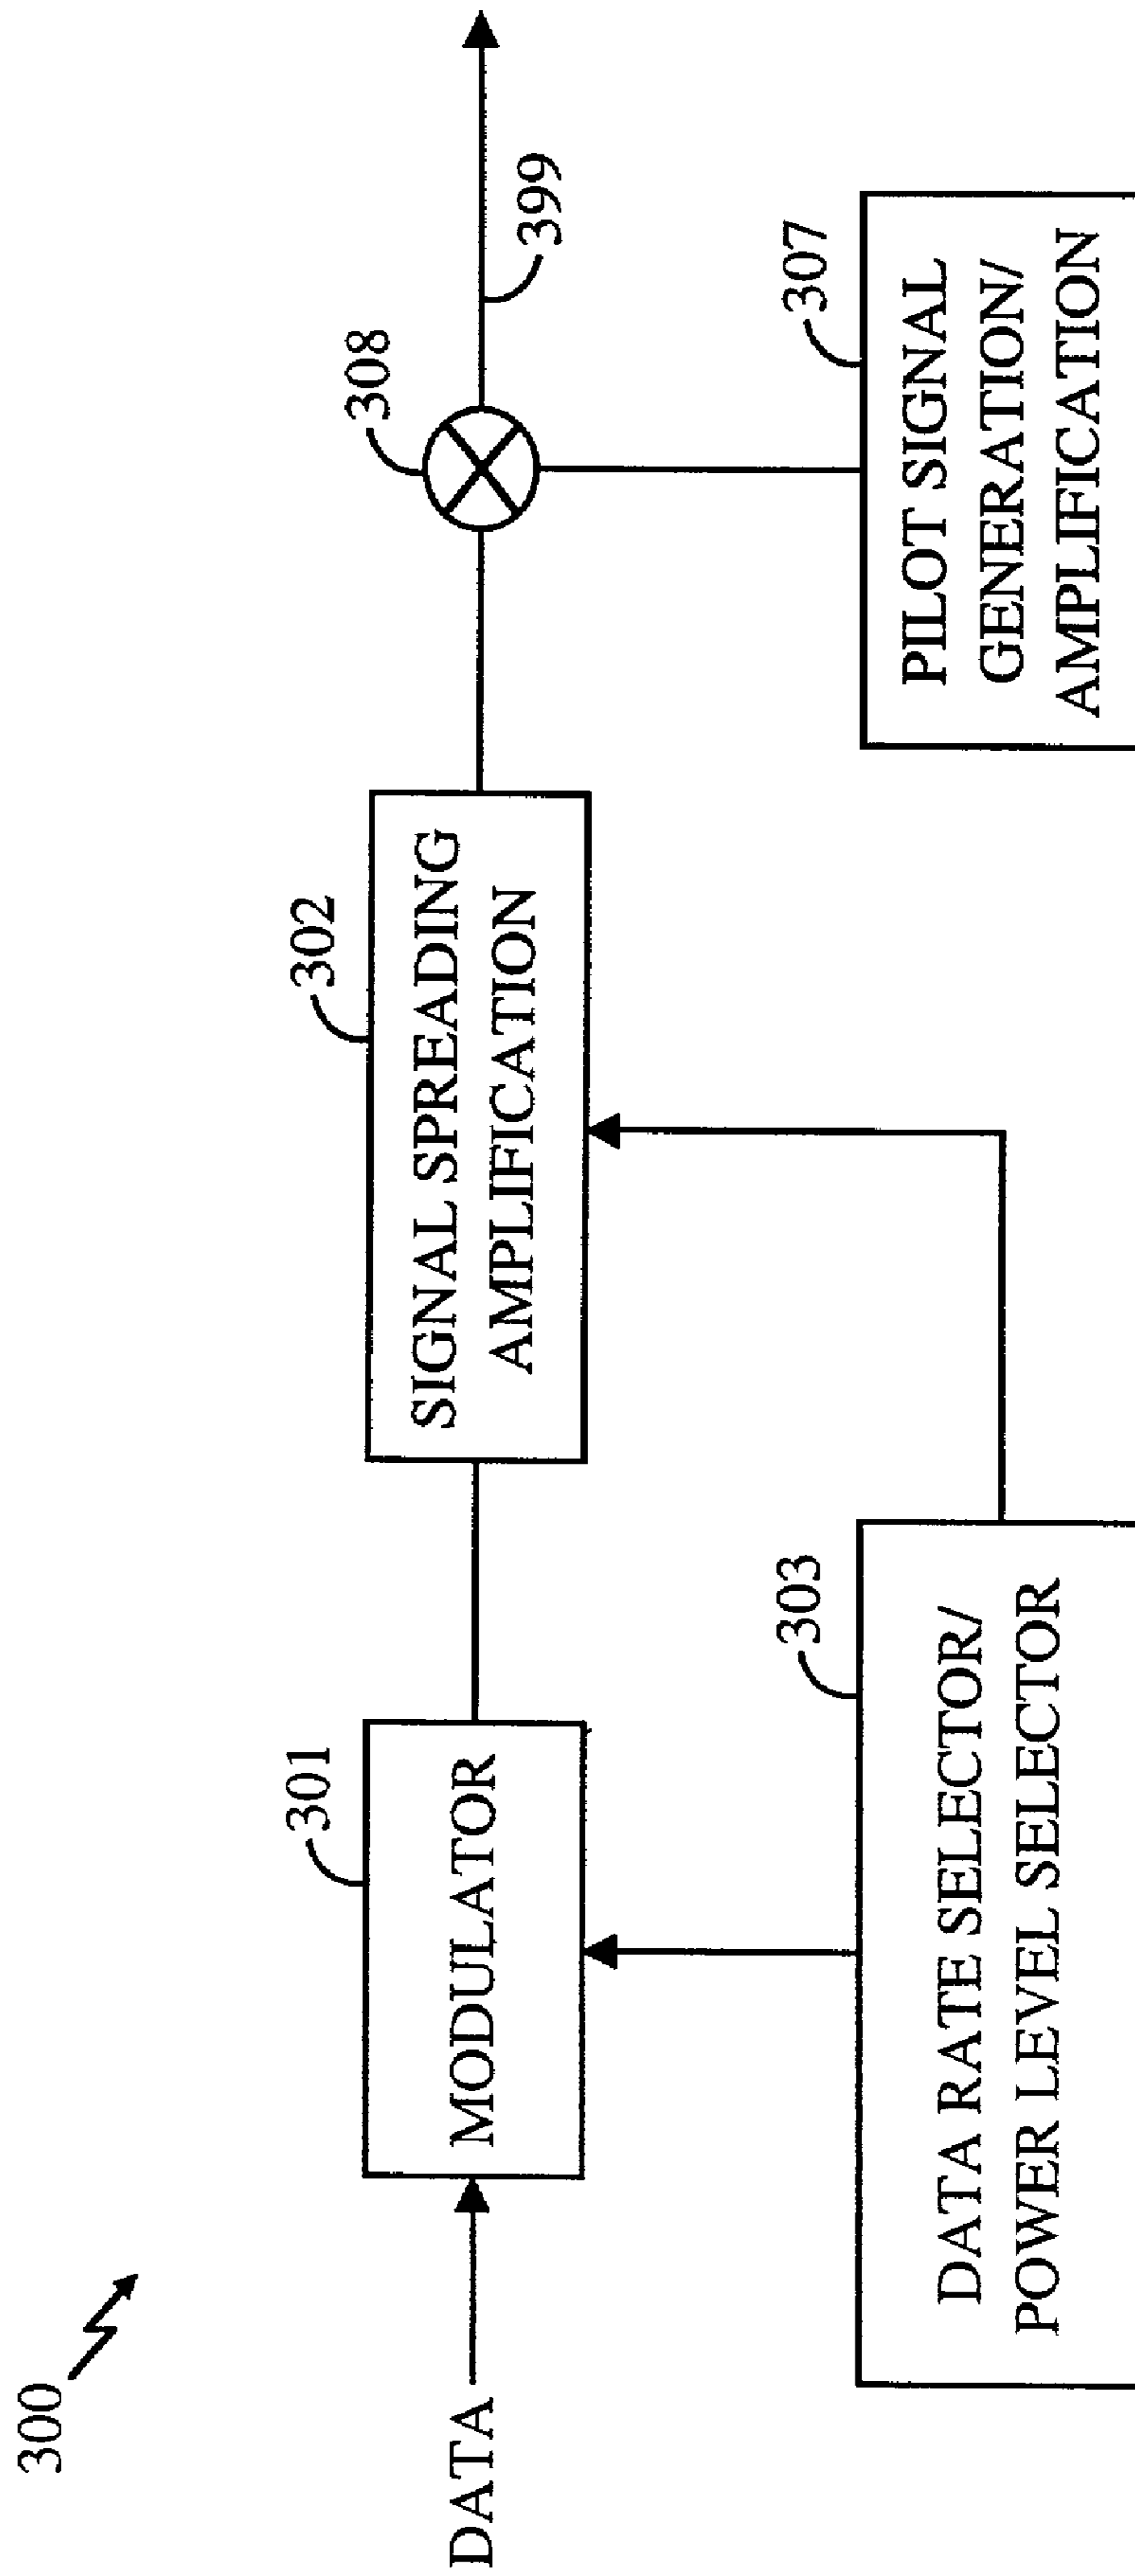 300
DATA
301
MODULATOR
302
SIGNAL SPREADING
AMPLIFICATION
308
399
303
DATA RATE SELECTOR/
POWER LEVEL SELECTOR
307
PILOT SIGNAL
GENERATION/
AMPLIFICATION